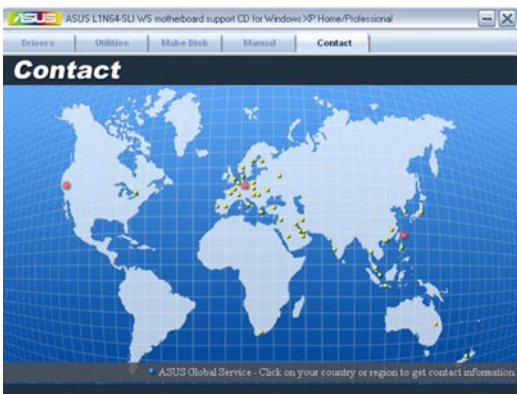 ASUS ASUS L1N64-SLI WS motherboard support CD for Windows XP Home/Professional
Drivers Utilities Make Disk Manual Contact
Contact
ASUS Global Service - Click on your country or region to get contact information